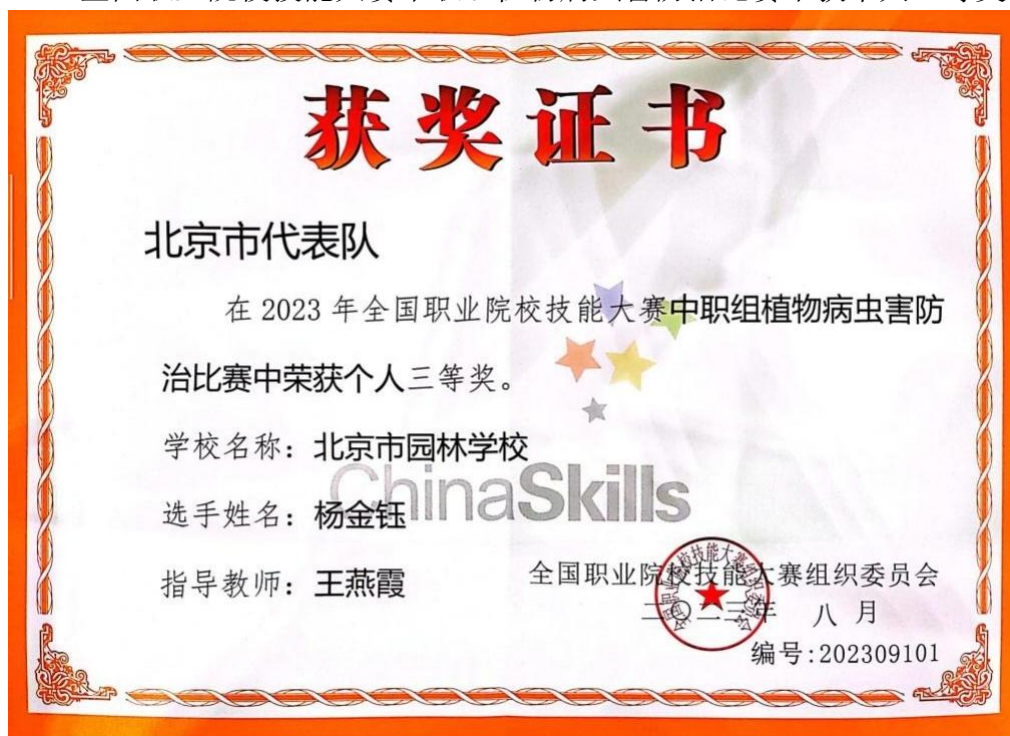 获奖证书
北京市代表队
在 2023 年全国职业院校技能大赛中职组植物病虫害防
治比赛中荣获个人三等奖。
学校名称：北京市园林学校
ChinaSkills
选手姓名：杨金钰
指导教师：王燕霞
全国职业院校技能大赛组织委员会
二〇二三年 八月
编号:202309101